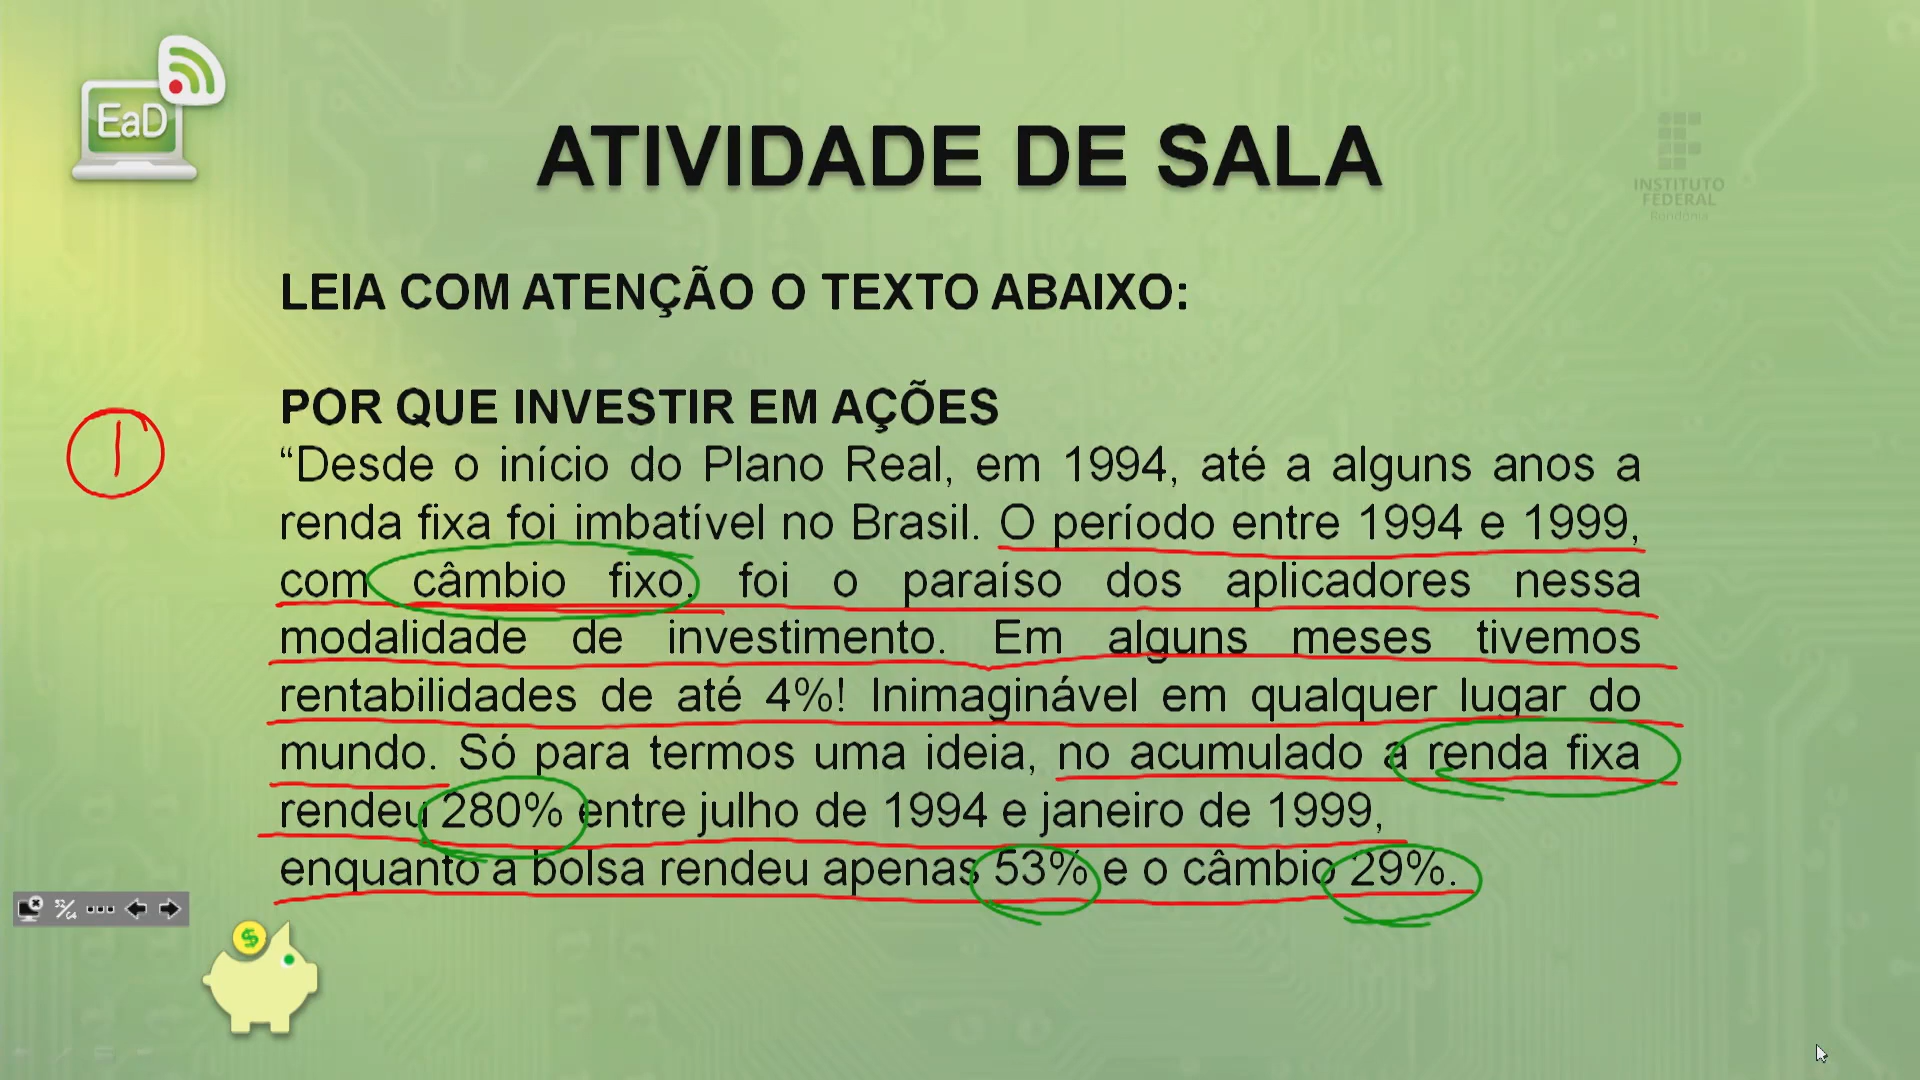 EaD
ATIVIDADE DE SALA
INSTITUTO
FEDERAL
Rondônia
LEIA COM ATENÇÃO O TEXTO ABAIXO:
POR QUE INVESTIR EM AÇÕES
1
“Desde o início do Plano Real, em 1994, até a alguns anos a
renda fixa foi imbatível no Brasil. O período entre 1994 e 1999,
com câmbio fixo, foi o paraíso dos aplicadores nessa
modalidade de investimento. Em alguns meses tivemos
rentabilidades de até 4%! Inimaginável em qualquer lugar do
mundo. Só para termos uma ideia, no acumulado a renda fixa
rendeu 280% entre julho de 1994 e janeiro de 1999,
enquanto a bolsa rendeu apenas 53% e o câmbio 29%.
$